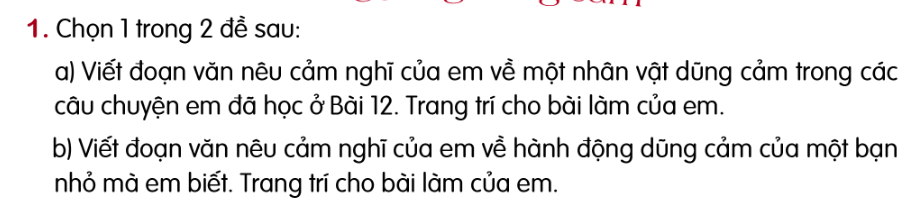 1. Chọn 1 trong 2 đề sau:
a) Viết đoạn văn nêu cảm nghĩ của em về một nhân vật dũng cảm trong các
câu chuyện em đã học ở Bài 12. Trang trí cho bài làm của em.
b) Viết đoạn văn nêu cảm nghĩ của em về hành động dũng cảm của một bạn
nhỏ mà em biết. Trang trí cho bài làm của em.